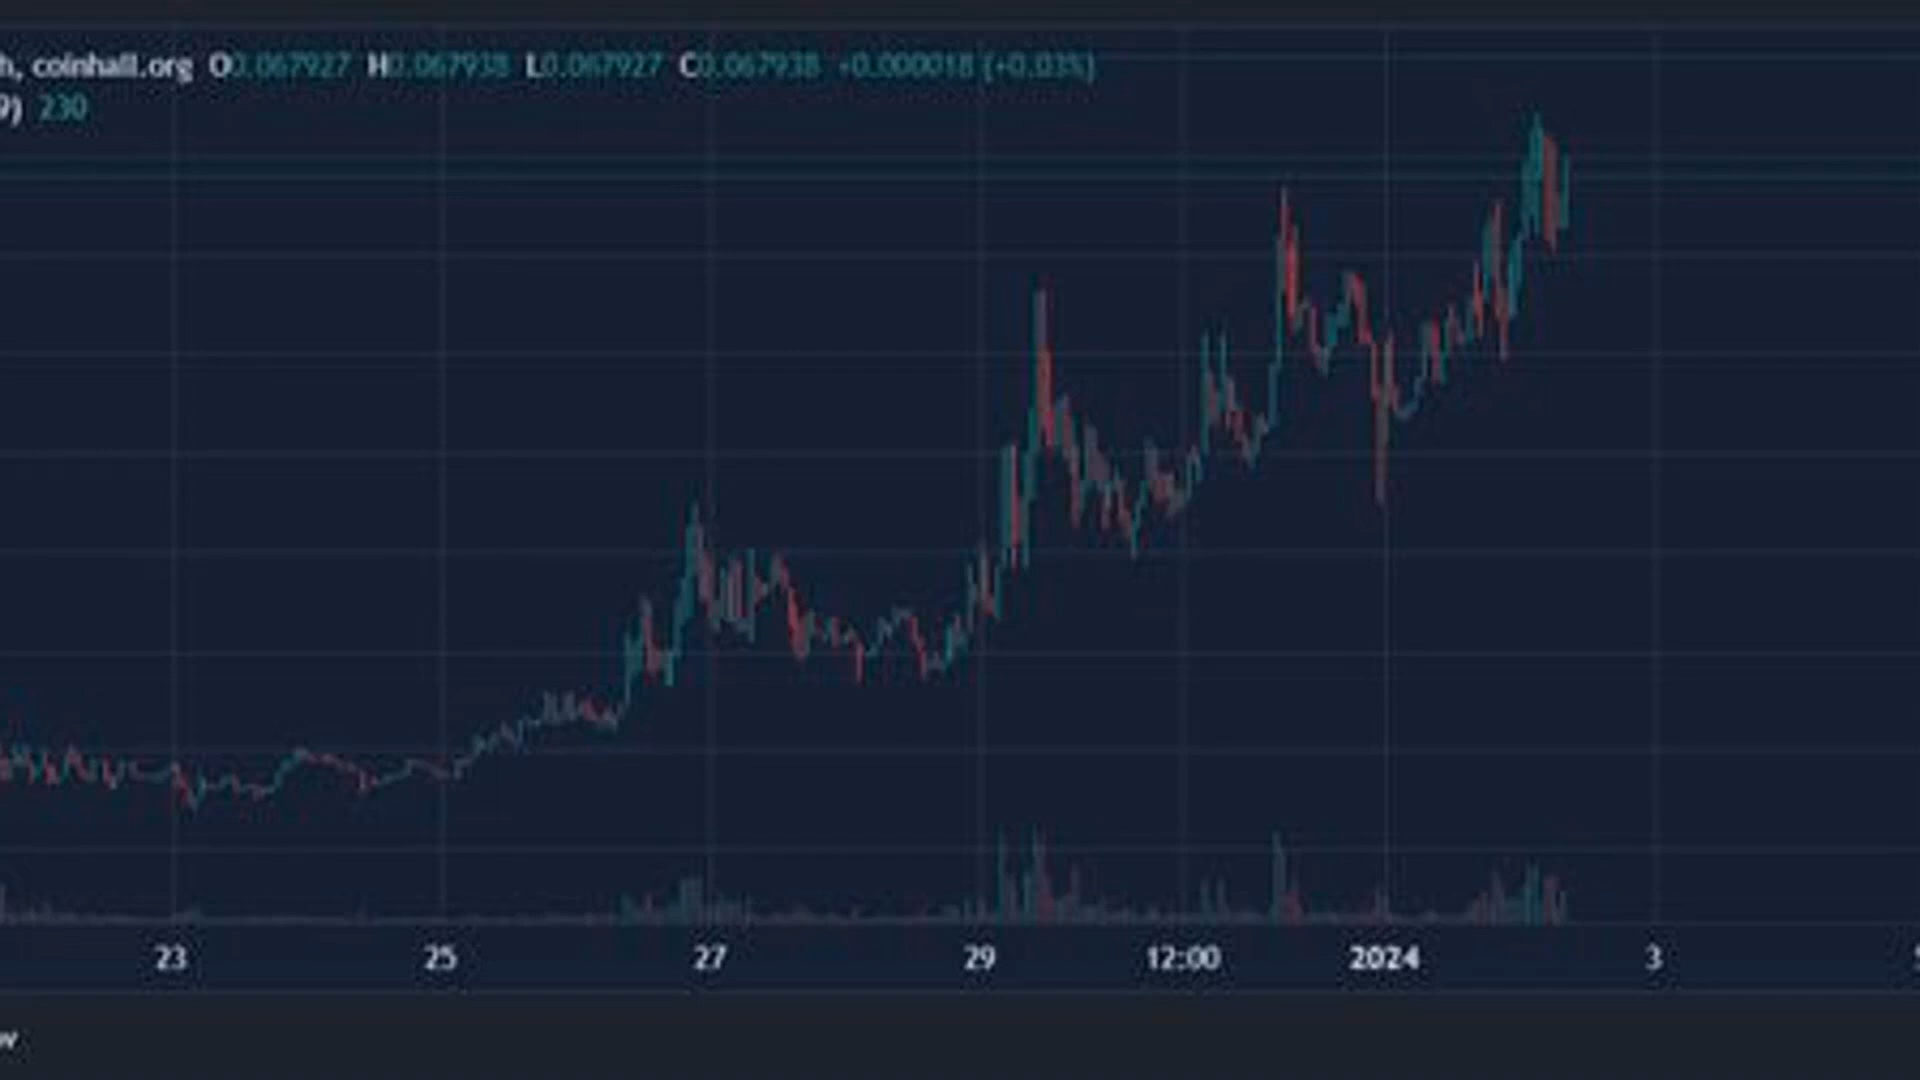 h, coinhall.org O0.067927 H0.067938 L0.067927 C0.067938 +0.000018 (+0.03%)
9) 230
23 25 27 29 12:00 2024 3
w